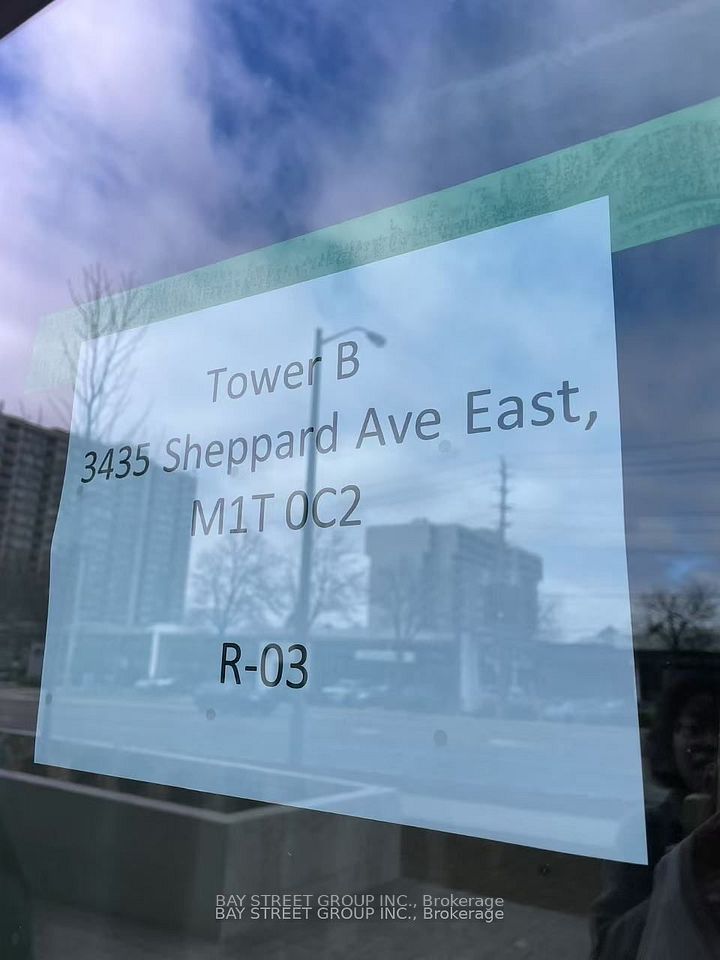 Tower B
3435 Sheppard Ave East,
M1T 0C2
R-03
BAY STREET GROUP INC., Brokerage
BAY STREET GROUP INC., Brokerage